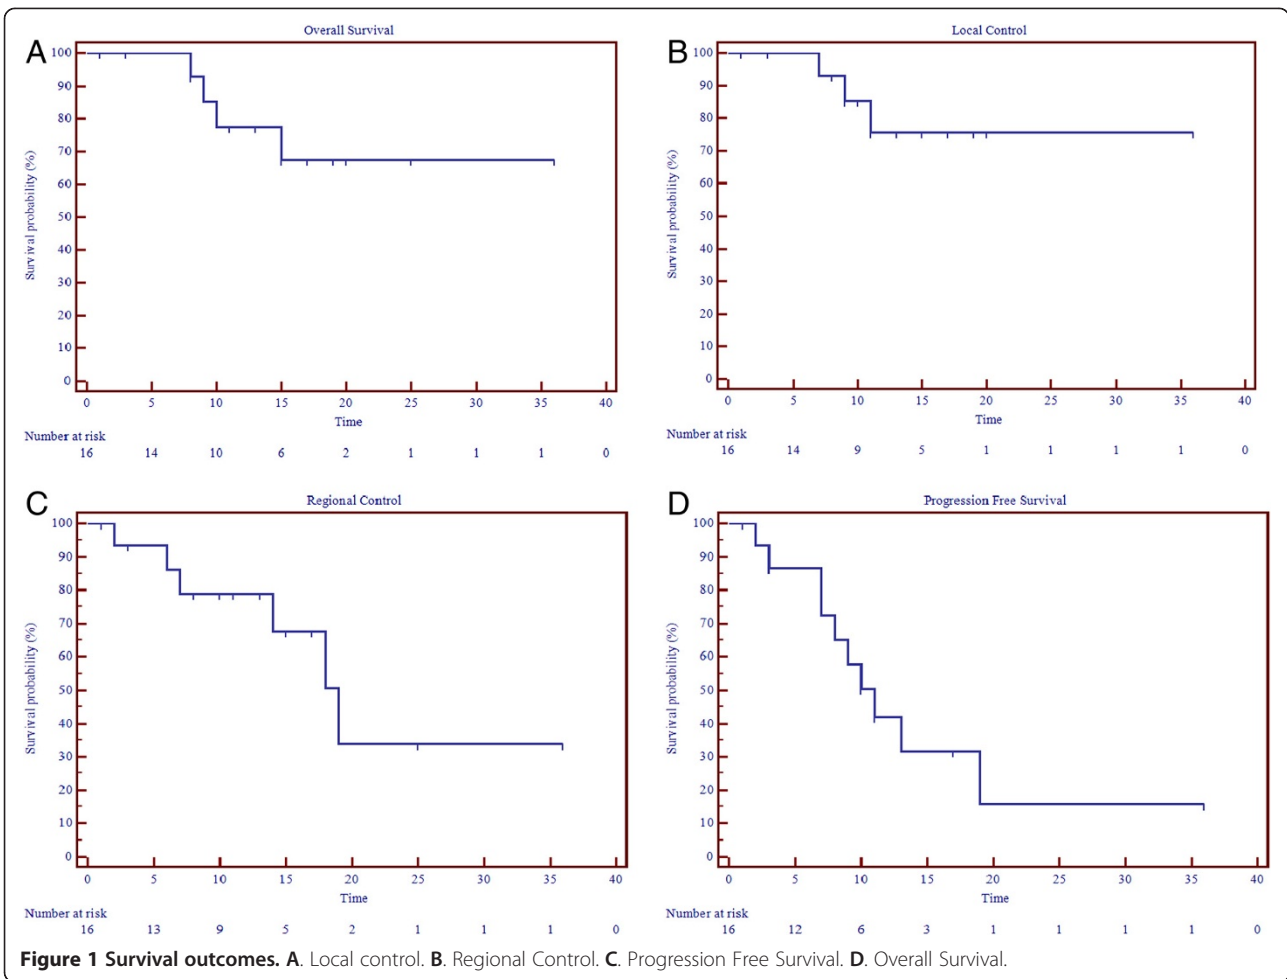 A
Overall Survival
Survival probability (%)
100
90
80
70
60
50
40
30
20
10
0
0 5 10 15 20 25 30 35 40
Time
Number at risk
16 14 10 6 2 1 1 1 0
B
Local Control
Survival probability (%)
100
90
80
70
60
50
40
30
20
10
0
0 5 10 15 20 25 30 35 40
Time
Number at risk
16 14 9 5 1 1 1 1 0
C
Regional Control
Survival probability (%)
100
90
80
70
60
50
40
30
20
10
0
0 5 10 15 20 25 30 35 40
Time
Number at risk
16 13 9 5 2 1 1 1 0
D
Progression Free Survival
Survival probability (%)
100
90
80
70
60
50
40
30
20
10
0
0 5 10 15 20 25 30 35 40
Time
Number at risk
16 12 6 3 1 1 1 1 0
Figure 1 Survival outcomes. A. Local control. B. Regional Control. C. Progression Free Survival. D. Overall Survival.